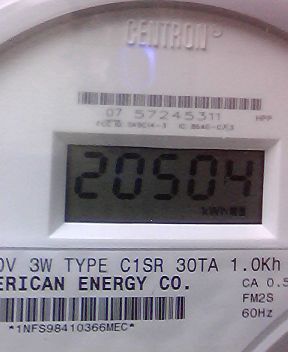 CENTRON®
07 57245311
HPP
20504
kWh
0V 3W TYPE C1SR 30TA 1.0Kh
ERICAN ENERGY CO.
CA 0.5
FM2S
60Hz
*1NFS98410366MEC*